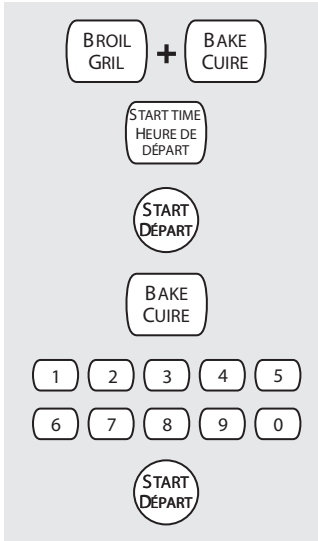 BROIL
GRIL
+
BAKE
CUIRE
START TIME
HEURE DE
DÉPART
START
DÉPART
BAKE
CUIRE
1 2 3 4 5
6 7 8 9 0
START
DÉPART